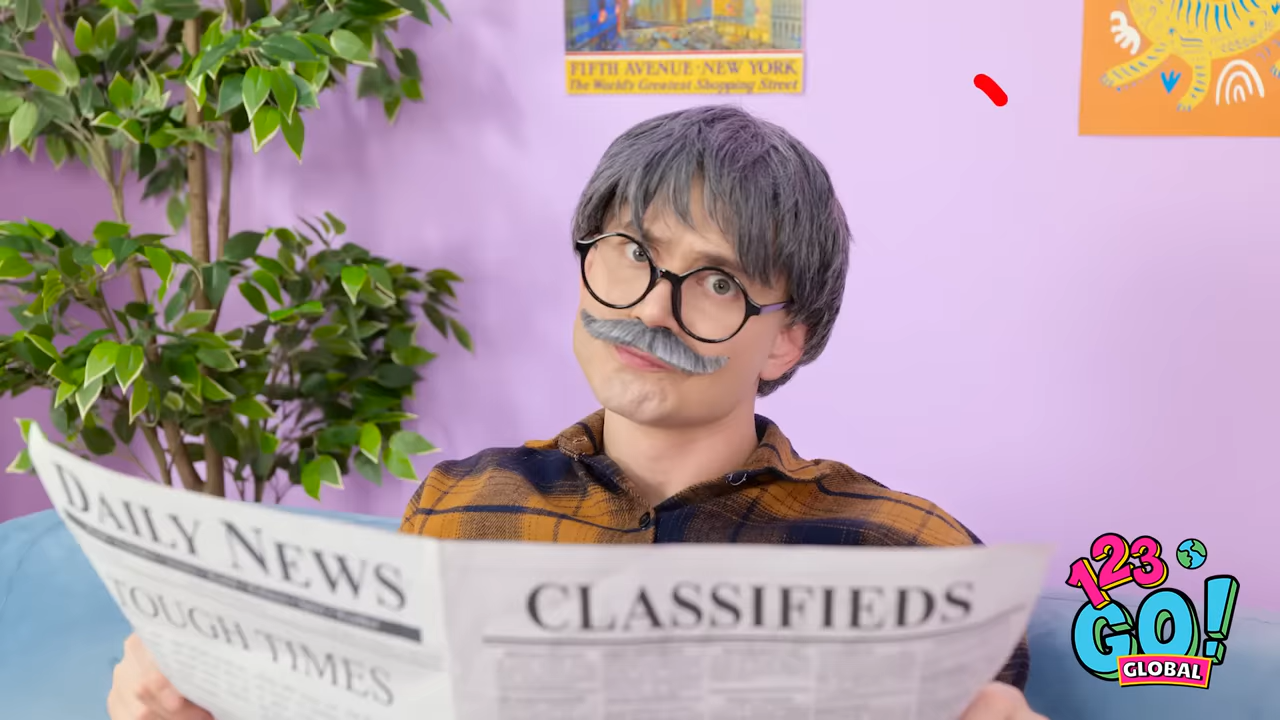 FIFTH AVENUE · NEW YORK
The World's Greatest Shopping Street
DAILY NEWS
TOUGH TIMES
CLASSIFIEDS
123
GO!
GLOBAL